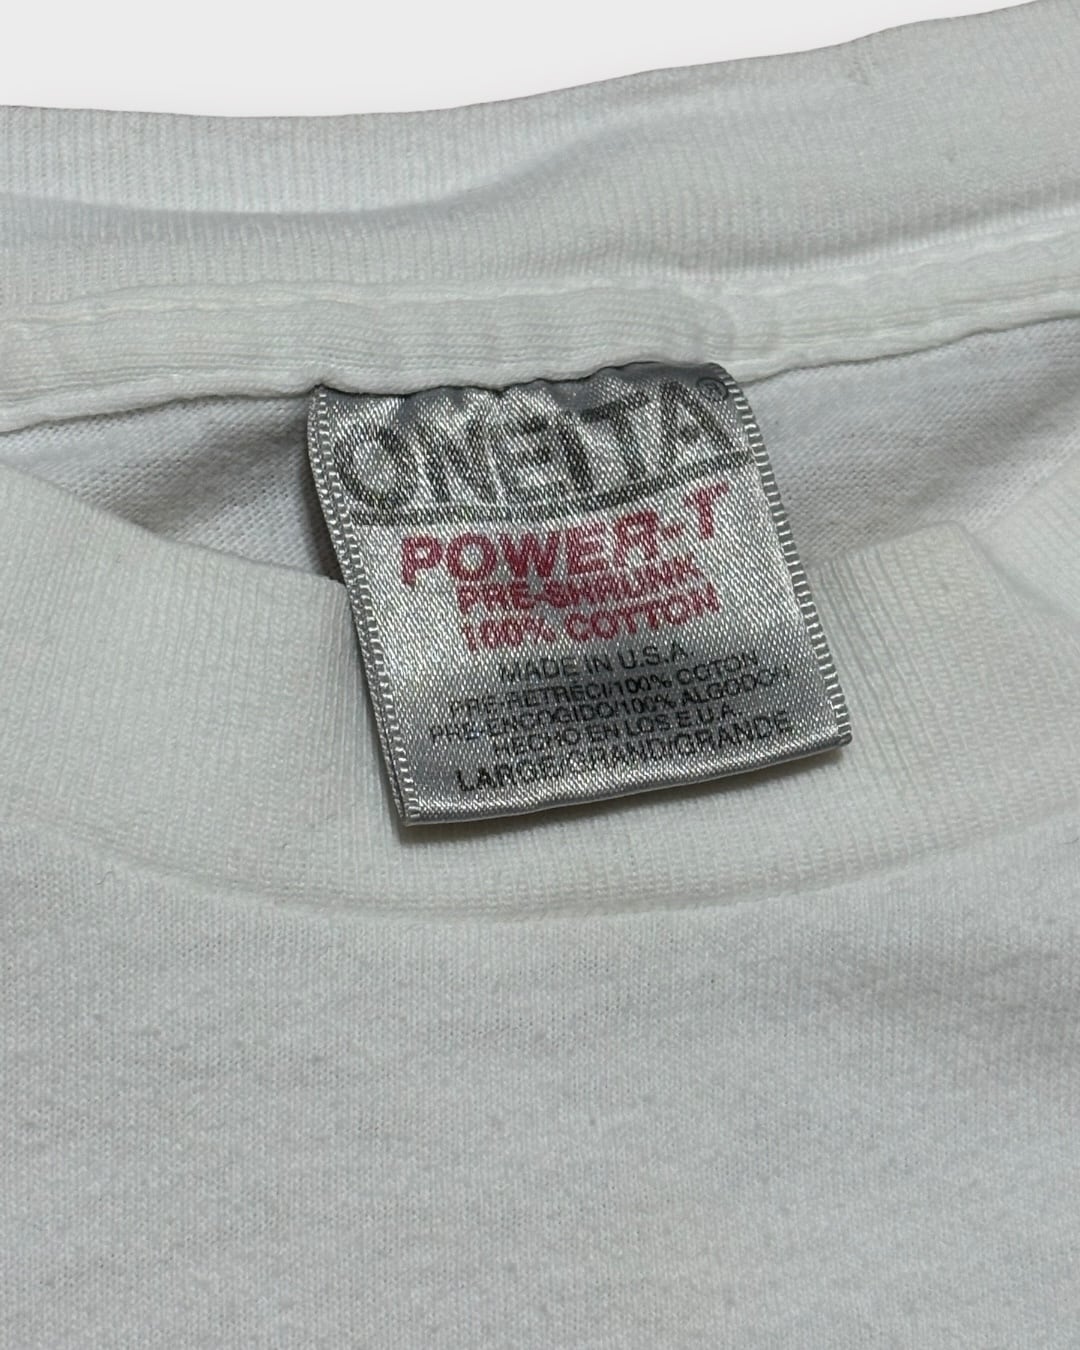 ONEITA®
POWER-T
PRE-SHRUNK
100% COTTON
MADE IN U.S.A.
PRE-RETRECI/100% COTON
PRE-ENCOGIDO/100% ALGODON
HECHO EN LOS E.U.A.
LARGE/GRAND/GRANDE